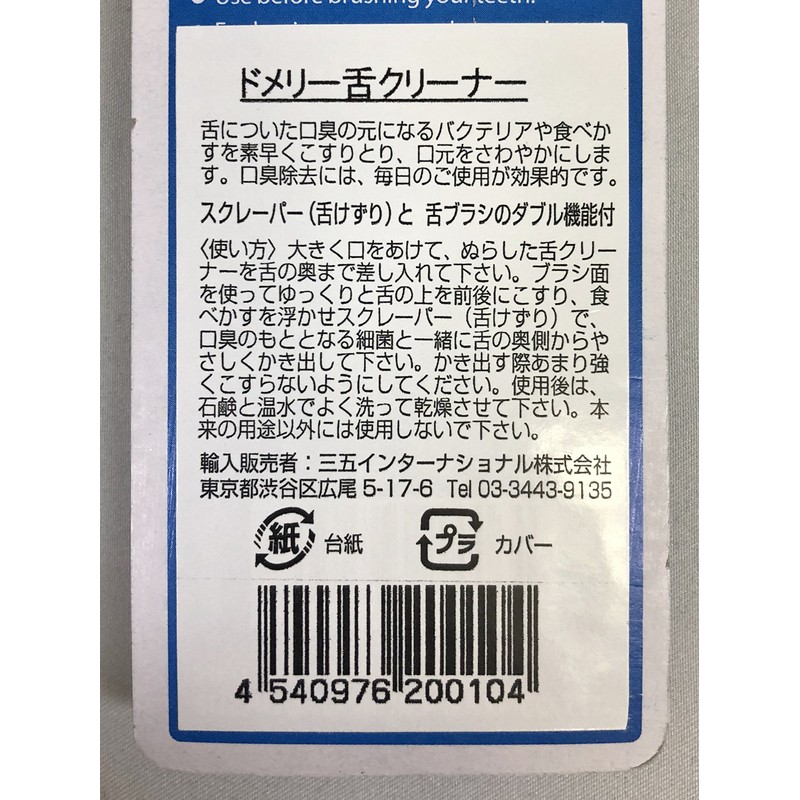 Use before brushing your teeth.
ドメリー舌クリーナー
舌についた口臭の元になるバクテリアや食べか
すを素早くこすりとり、口元をさわやかにしま
す。口臭除去には、毎日のご使用が効果的です。
スクレーパー（舌けずり）と 舌ブラシのダブル機能付
〈使い方〉大きく口をあけて、ぬらした舌クリー
ナーを舌の奥まで差し入れて下さい。ブラシ面
を使ってゆっくりと舌の上を前後にこすり、食
べかすを浮かせスクレーパー（舌けずり）で、
口臭のもととなる細菌と一緒に舌の奥側からや
さしくかき出して下さい。かき出す際あまり強
くこすらないようにしてください。使用後は、
石鹸と温水でよく洗って乾燥させて下さい。本
来の用途以外には使用しないで下さい。
輸入販売者：三五インターナショナル株式会社
東京都渋谷区広尾 5-17-6 Tel 03-3443-9135
紙 台紙 プラ カバー
4 540976 200104